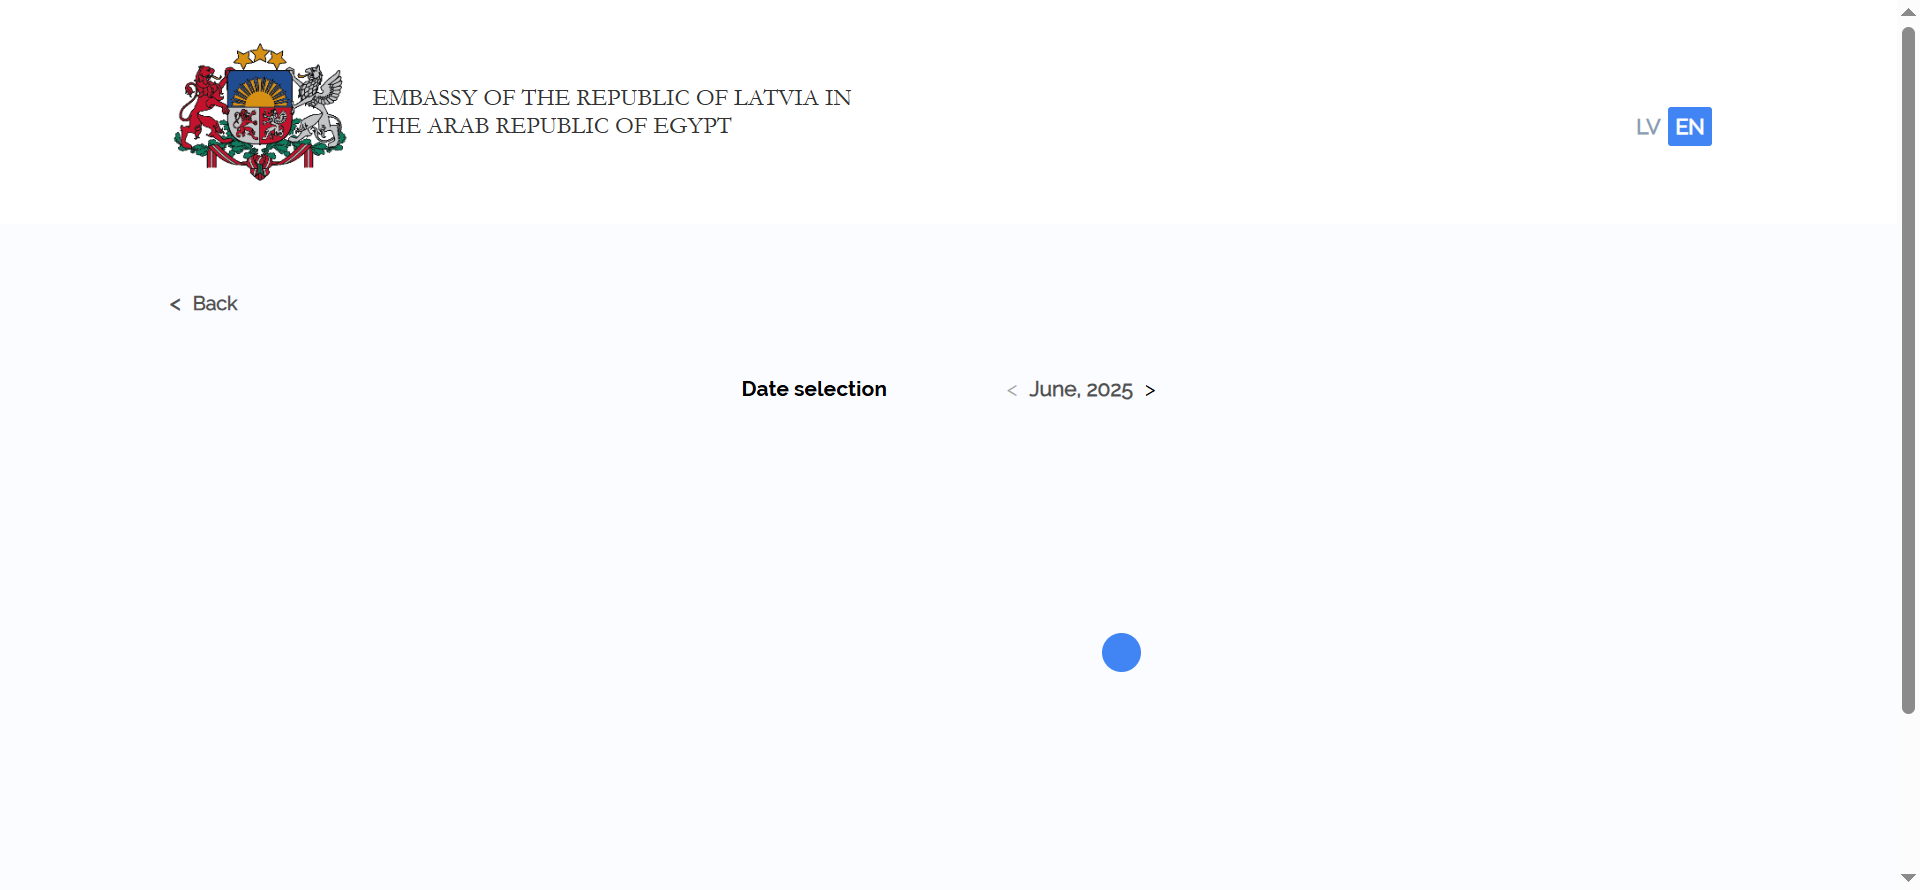 EMBASSY OF THE REPUBLIC OF LATVIA IN
THE ARAB REPUBLIC OF EGYPT
LV EN
< Back
Date selection < June, 2025 >